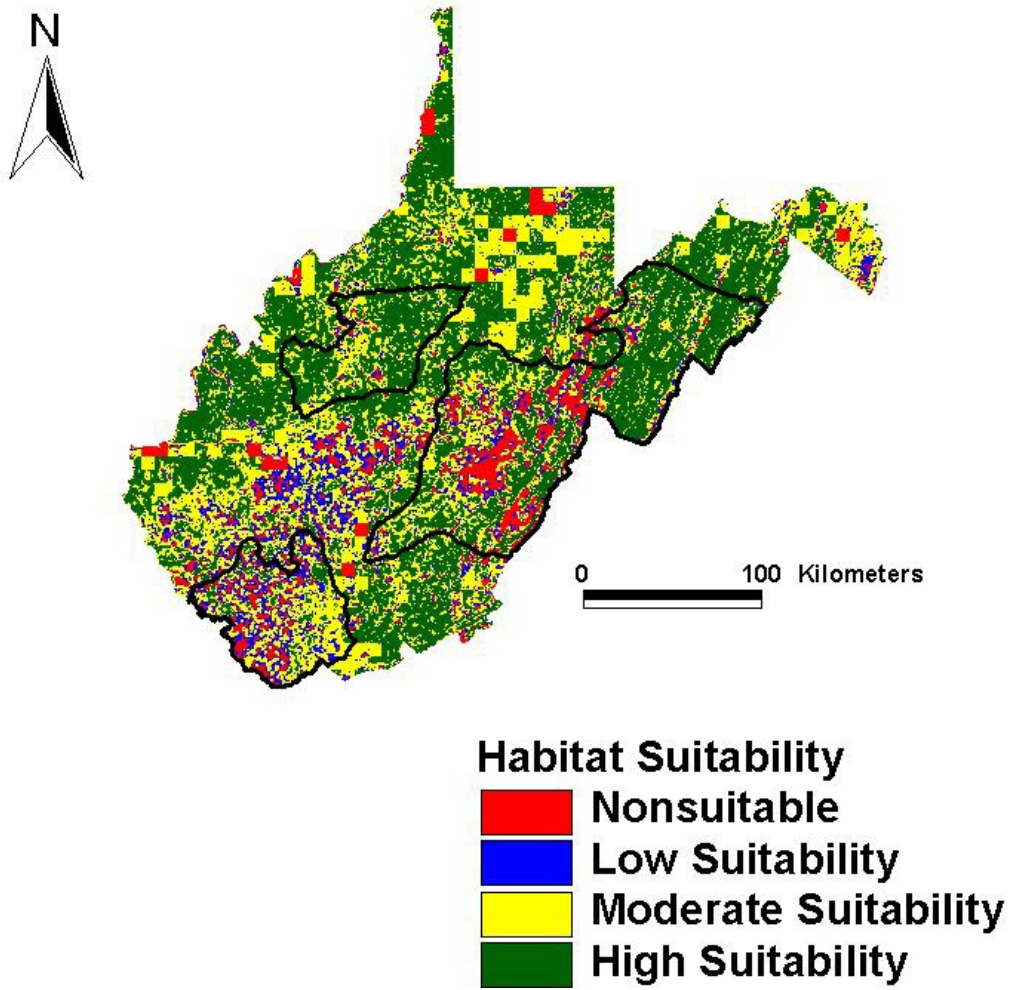 N
0 100 Kilometers
Habitat Suitability
Nonsuitable
Low Suitability
Moderate Suitability
High Suitability